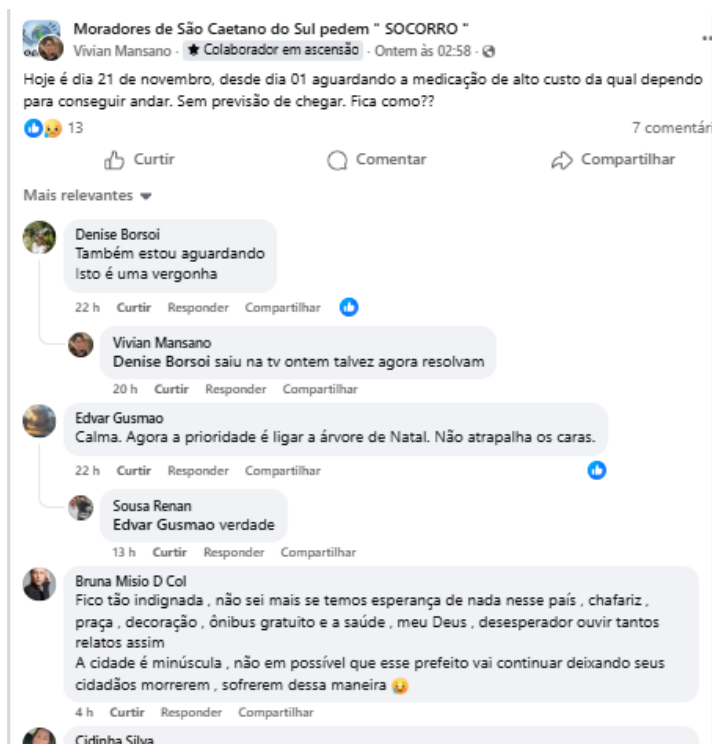 Moradores de São Caetano do Sul pedem " SOCORRO "
Vivian Mansano · Colaborador em ascensão · Ontem às 02:58 ·
Hoje é dia 21 de novembro, desde dia 01 aguardando a medicação de alto custo da qual dependo
para conseguir andar. Sem previsão de chegar. Fica como??
13 7 comentári
Curtir Comentar Compartilhar
Mais relevantes
Denise Borsoi
Também estou aguardando
Isto é uma vergonha
22 h Curtir Responder Compartilhar
Vivian Mansano
Denise Borsoi saiu na tv ontem talvez agora resolvam
20 h Curtir Responder Compartilhar
Edvar Gusmao
Calma. Agora a prioridade é ligar a árvore de Natal. Não atrapalha os caras.
22 h Curtir Responder Compartilhar
Sousa Renan
Edvar Gusmao verdade
13 h Curtir Responder Compartilhar
Bruna Misio D Col
Fico tão indignada , não sei mais se temos esperança de nada nesse país , chafariz ,
praça , decoração , ônibus gratuito e a saúde , meu Deus , desesperador ouvir tantos
relatos assim
A cidade é minúscula , não em possível que esse prefeito vai continuar deixando seus
cidadãos morrerem , sofrerem dessa maneira 😥
4 h Curtir Responder Compartilhar
Cidinha Silva